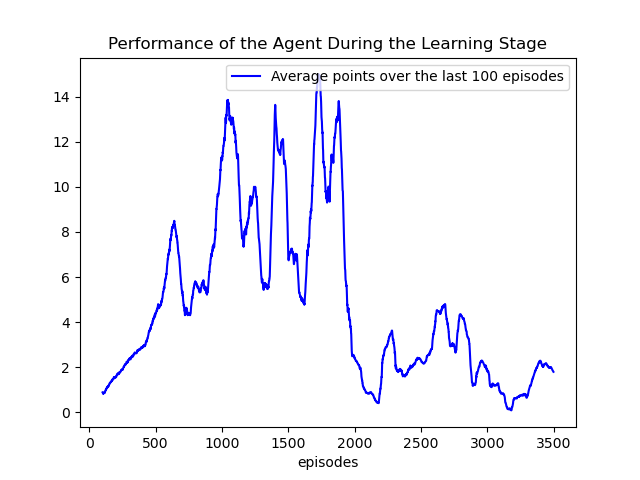 Performance of the Agent During the Learning Stage
Average points over the last 100 episodes
14
12
10
8
6
4
2
0
0 500 1000 1500 2000 2500 3000 3500
episodes